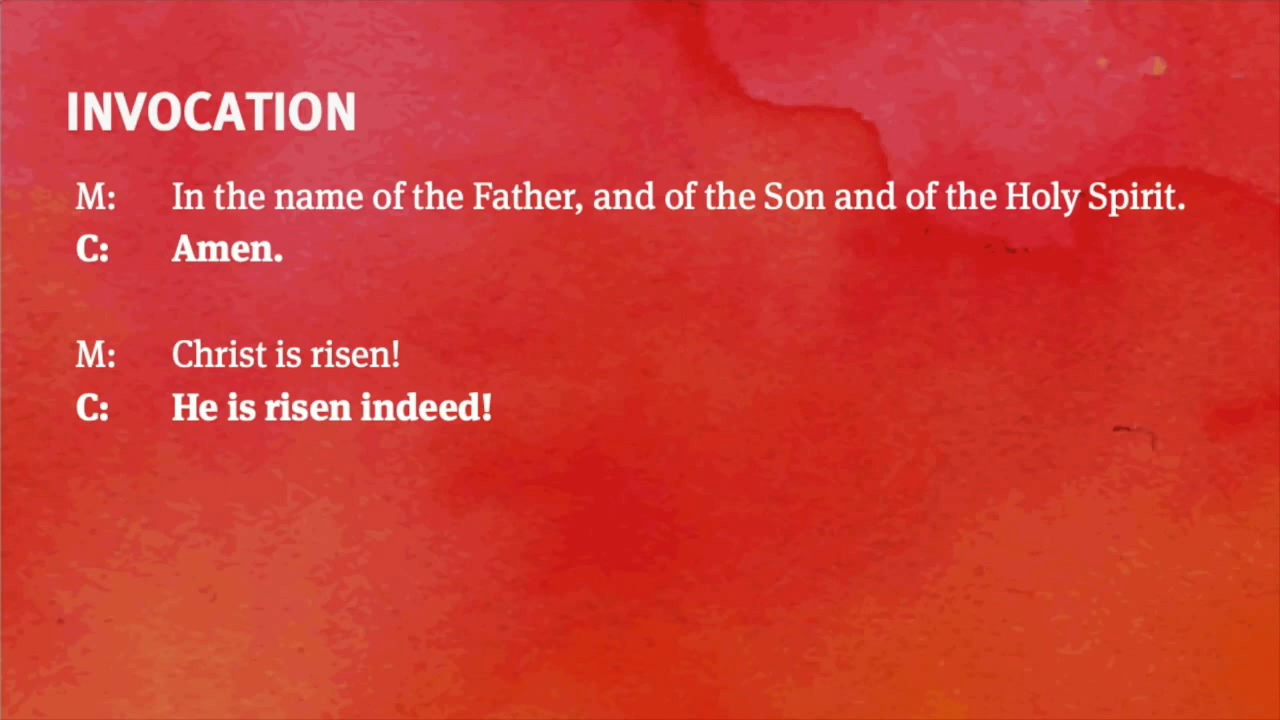 INVOCATION
M: In the name of the Father, and of the Son and of the Holy Spirit.
C: Amen.
M: Christ is risen!
C: He is risen indeed!